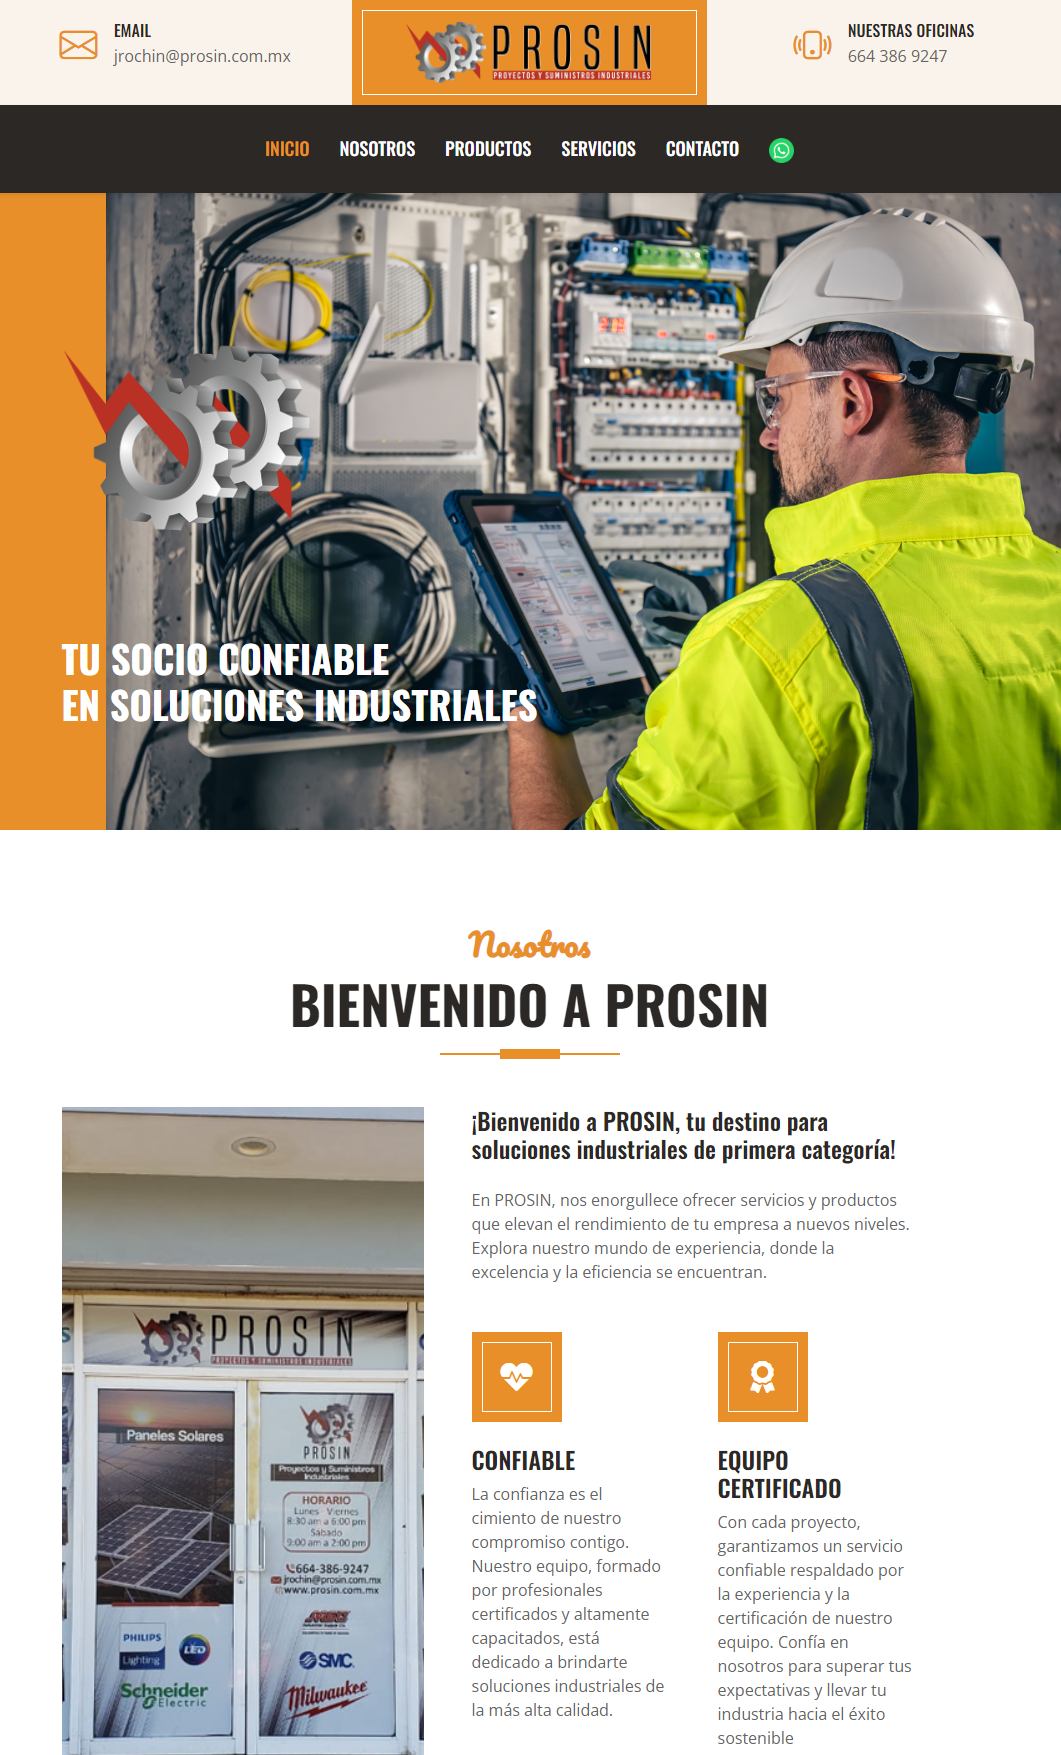 EMAIL
jrochin@prosin.com.mx
PROSIN
PROYECTOS Y SUMINISTROS INDUSTRIALES
NUESTRAS OFICINAS
664 386 9247
INICIO NOSOTROS PRODUCTOS SERVICIOS CONTACTO
TU SOCIO CONFIABLE
EN SOLUCIONES INDUSTRIALES
Nosotros
BIENVENIDO A PROSIN
¡Bienvenido a PROSIN, tu destino para
soluciones industriales de primera categoría!
En PROSIN, nos enorgullece ofrecer servicios y productos
que elevan el rendimiento de tu empresa a nuevos niveles.
Explora nuestro mundo de experiencia, donde la
excelencia y la eficiencia se encuentran.
PROSIN
PROYECTOS Y SUMINISTROS INDUSTRIALES
Paneles Solares
PROSIN
Proyectos y Suministros
Industriales
HORARIO
Lunes Viernes
8:30 am a 6:00 pm
Sabado
9:00 am a 2:00 pm
664-386-9247
jrochin@prosin.com.mx
www.prosin.com.mx
PHILIPS
Lighting
LED
SMC
Schneider
Electric
Milwaukee
CONFIABLE
La confianza es el
cimiento de nuestro
compromiso contigo.
Nuestro equipo, formado
por profesionales
certificados y altamente
capacitados, está
dedicado a brindarte
soluciones industriales de
la más alta calidad.
EQUIPO
CERTIFICADO
Con cada proyecto,
garantizamos un servicio
confiable respaldado por
la experiencia y la
certificación de nuestro
equipo. Confía en
nosotros para superar tus
expectativas y llevar tu
industria hacia el éxito
sostenible